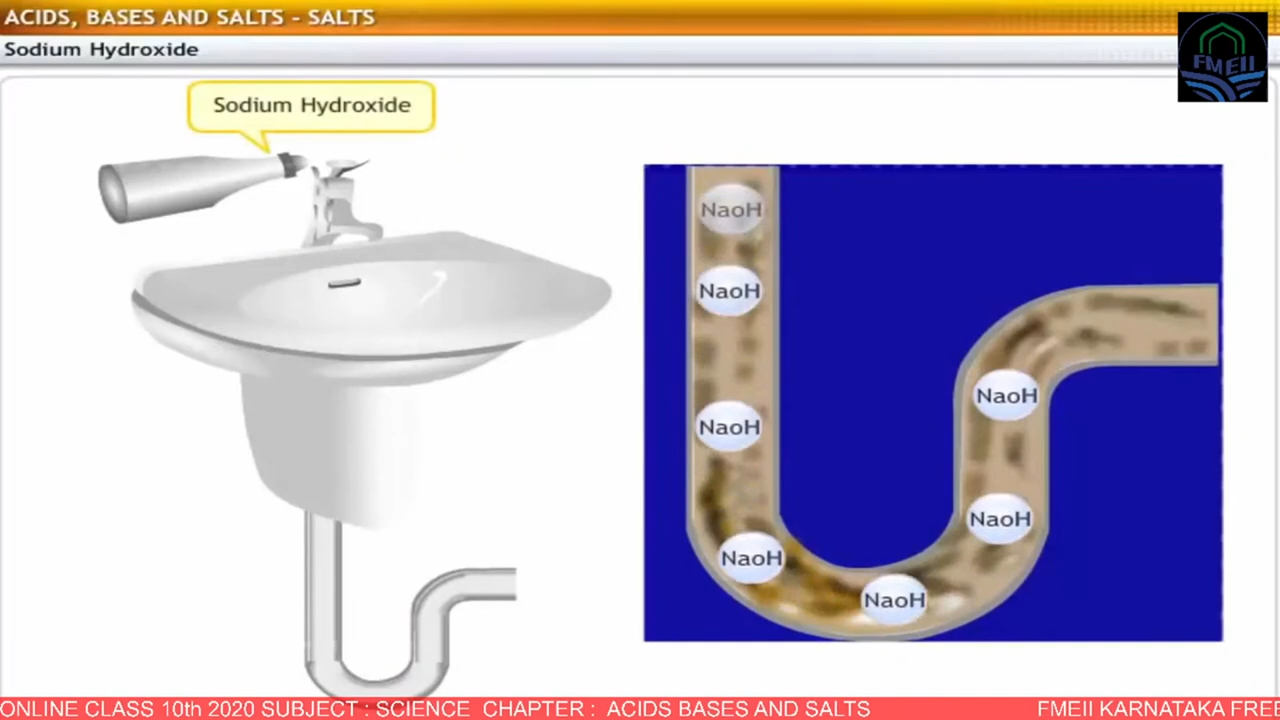 ACIDS, BASES AND SALTS - SALTS
Sodium Hydroxide
FMEII
Sodium Hydroxide
NaoH
NaoH
NaoH
NaoH
NaoH
NaoH
NaoH
ONLINE CLASS 10th 2020 SUBJECT : SCIENCE CHAPTER : ACIDS BASES AND SALTS FMEII KARNATAKA FREE